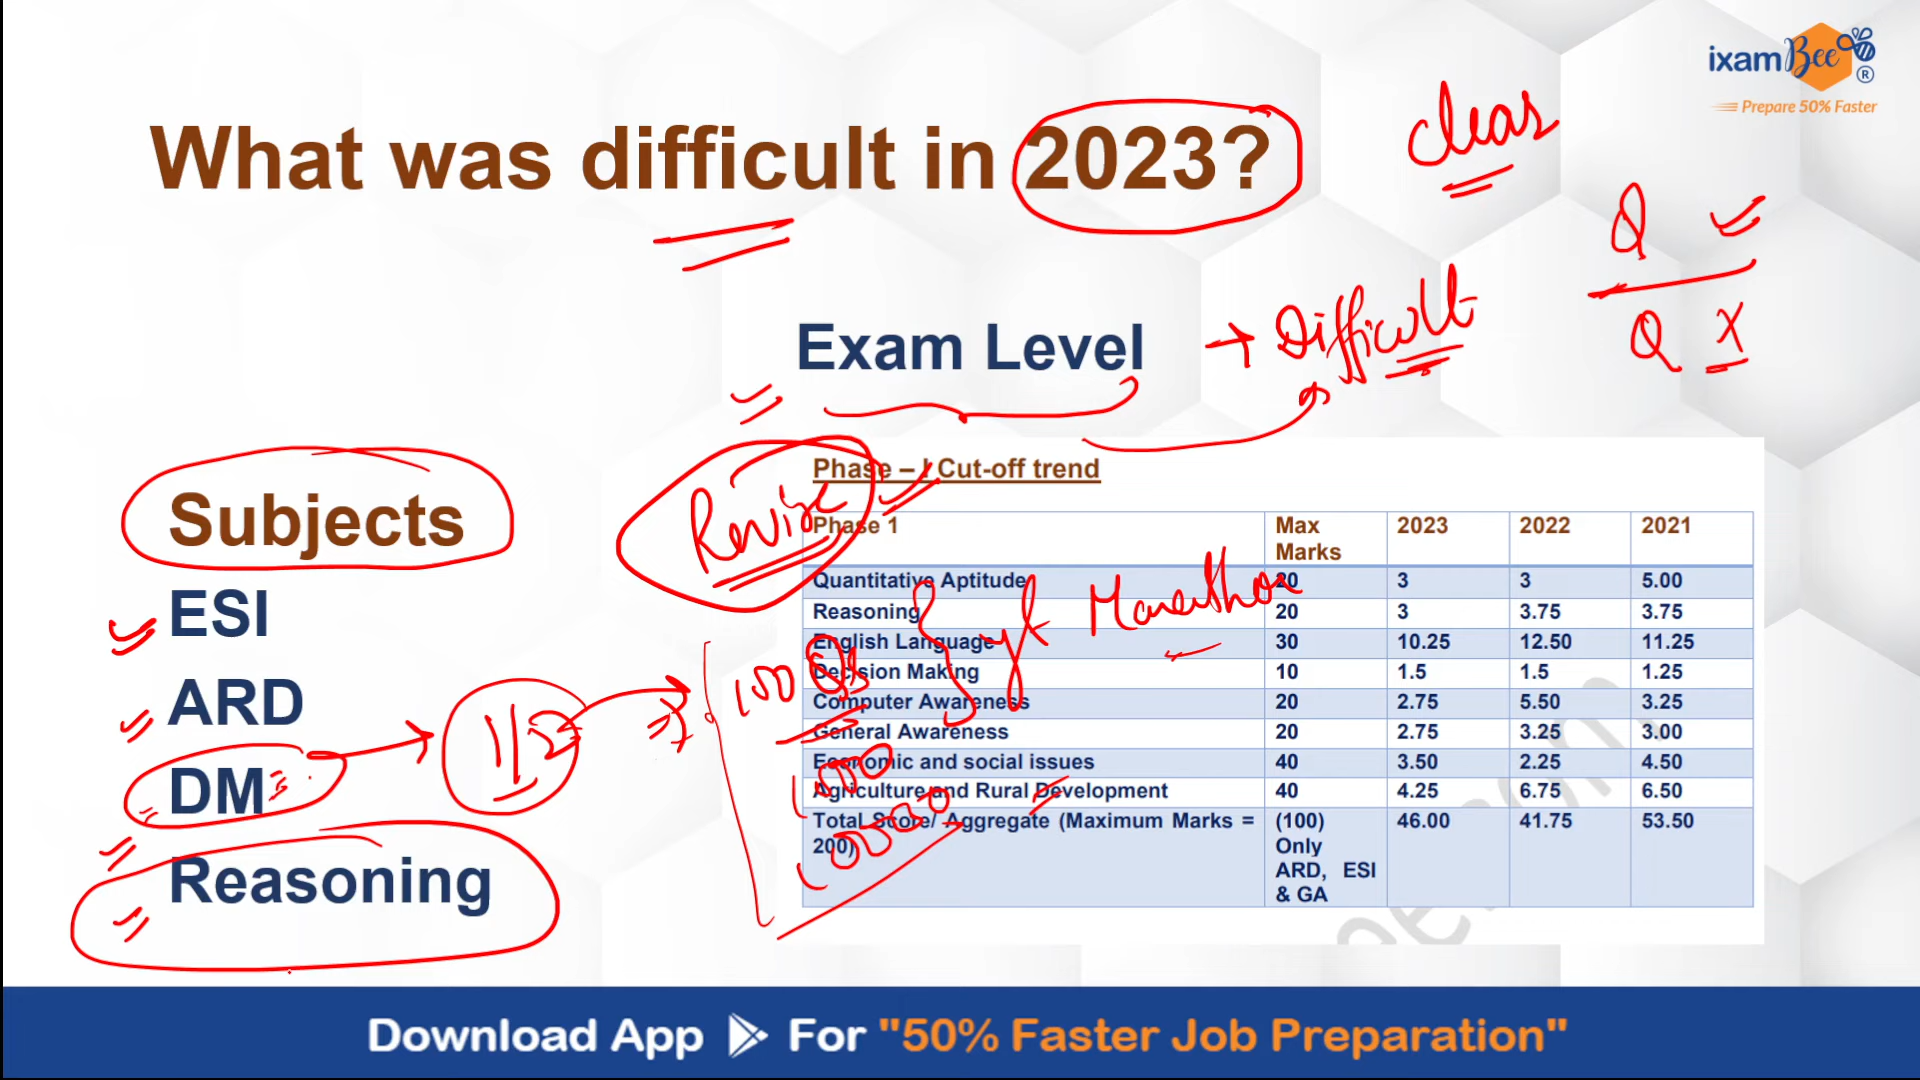 ixamBee ®
Prepare 50% Faster
What was difficult in 2023?
Clear
Q
Q X
Exam Level → Difficult
Subjects
ESI
ARD
DM
Reasoning
Revise
Phase – I Cut-off trend
Phase 1 Max Marks 2023 2022 2021
Quantitative Aptitude 20 3 3 5.00
Reasoning 20 3 3.75 3.75
English Language 30 10.25 12.50 11.25
Decision Making 10 1.5 1.5 1.25
Computer Awareness 20 2.75 5.50 3.25
General Awareness 20 2.75 3.25 3.00
Economic and social issues 40 3.50 2.25 4.50
Agriculture and Rural Development 40 4.25 6.75 6.50
Total Score/ Aggregate (Maximum Marks = 200) (100) Only ARD, ESI & GA 46.00 41.75 53.50
Marathon
100 Qs
1000
Download App For "50% Faster Job Preparation"